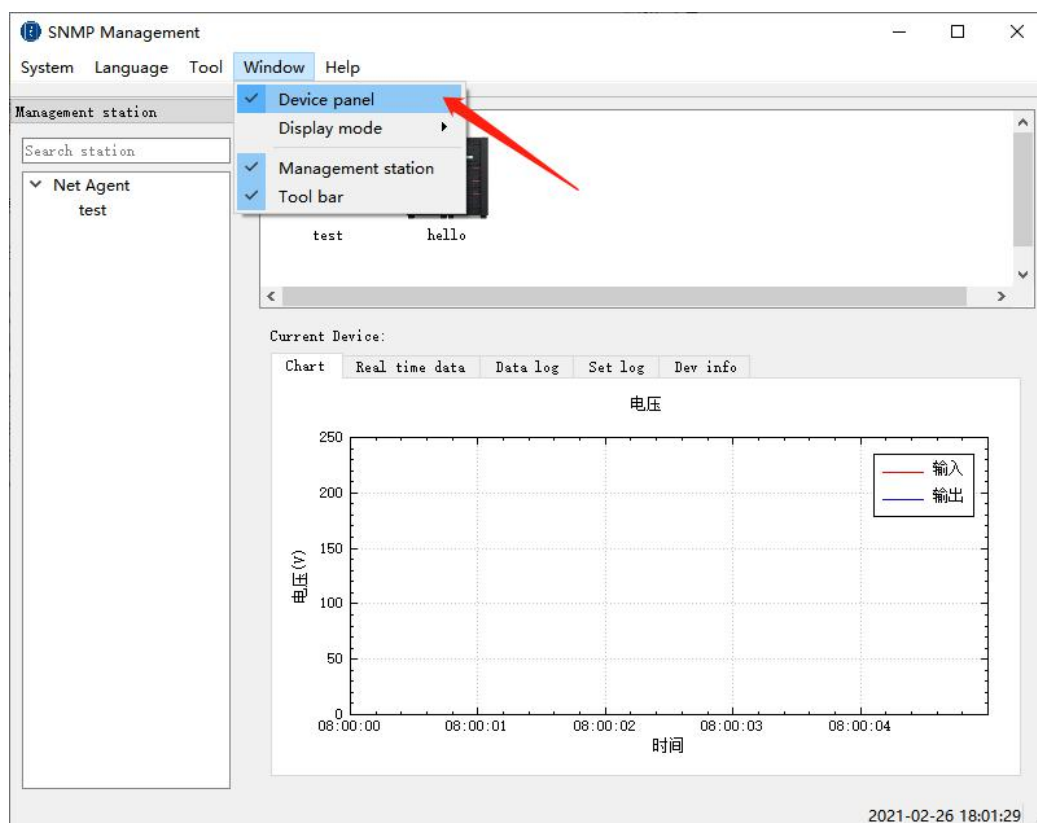 SNMP Management
System Language Tool Window Help
Management station
Search station
Net Agent
test
Device panel
Display mode
Management station
Tool bar
test hello
Current Device:
Chart Real time data Data log Set log Dev info
电压
250
200
150
100
50
0
电压(V)
输入
输出
08:00:00 08:00:01 08:00:02 08:00:03 08:00:04
时间
2021-02-26 18:01:29